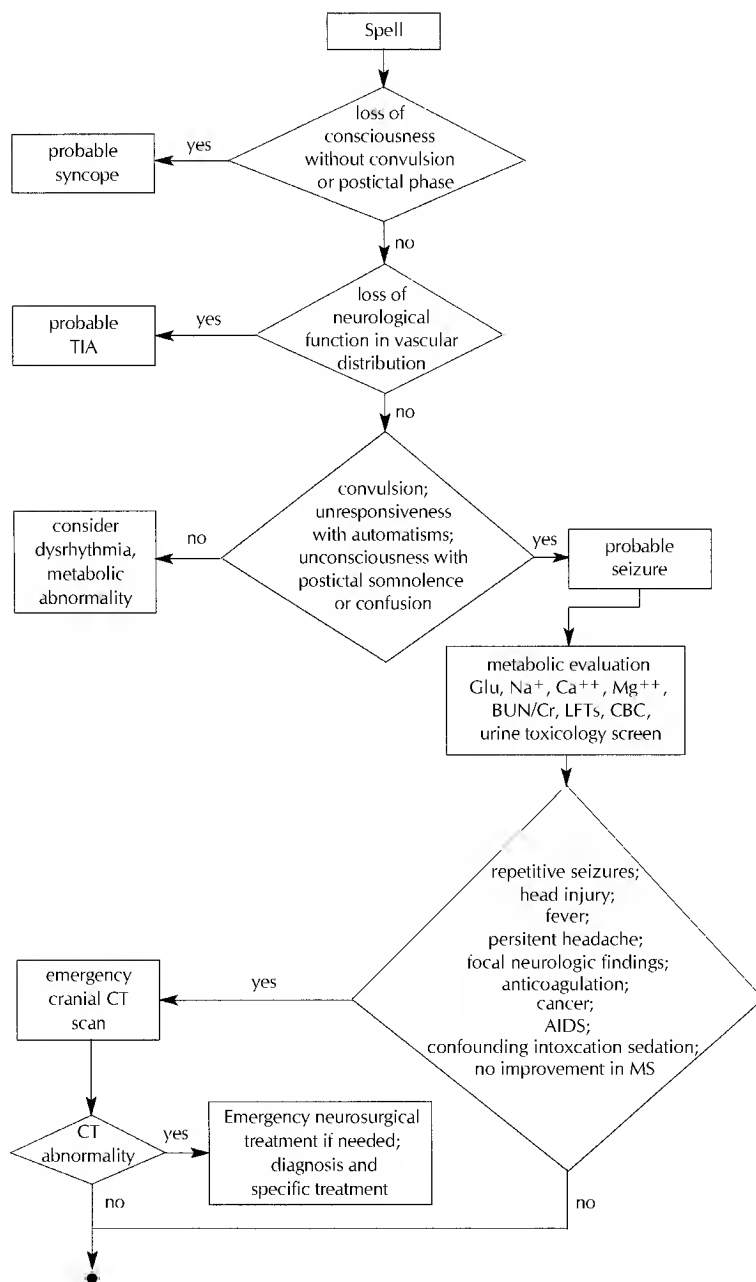 Spell
loss of
consciousness
without convulsion
or postictal phase
yes
probable
syncope
no
loss of
neurological
function in vascular
distribution
yes
probable
TIA
no
convulsion;
unresponsiveness
with automatisms;
unconsciousness with
postictal somnolence
or confusion
no
consider
dysrhythmia,
metabolic
abnormality
yes
probable
seizure
metabolic evaluation
Glu, Na⁺, Ca⁺⁺, Mg⁺⁺,
BUN/Cr, LFTs, CBC,
urine toxicology screen
repetitive seizures;
head injury;
fever;
persitent headache;
focal neurologic findings;
anticoagulation;
cancer;
AIDS;
confounding intoxcation sedation;
no improvement in MS
yes
emergency
cranial CT
scan
CT
abnormality
yes
Emergency neurosurgical
treatment if needed;
diagnosis and
specific treatment
no
no